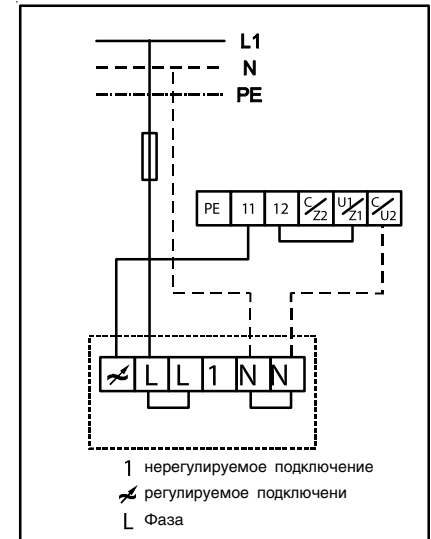 L1
N
PE
PE 11 12 C/Z2 U1/Z1 C/U2
L L 1 N N
1 нерегулируемое подключение
регулируемое подключени
L Фаза